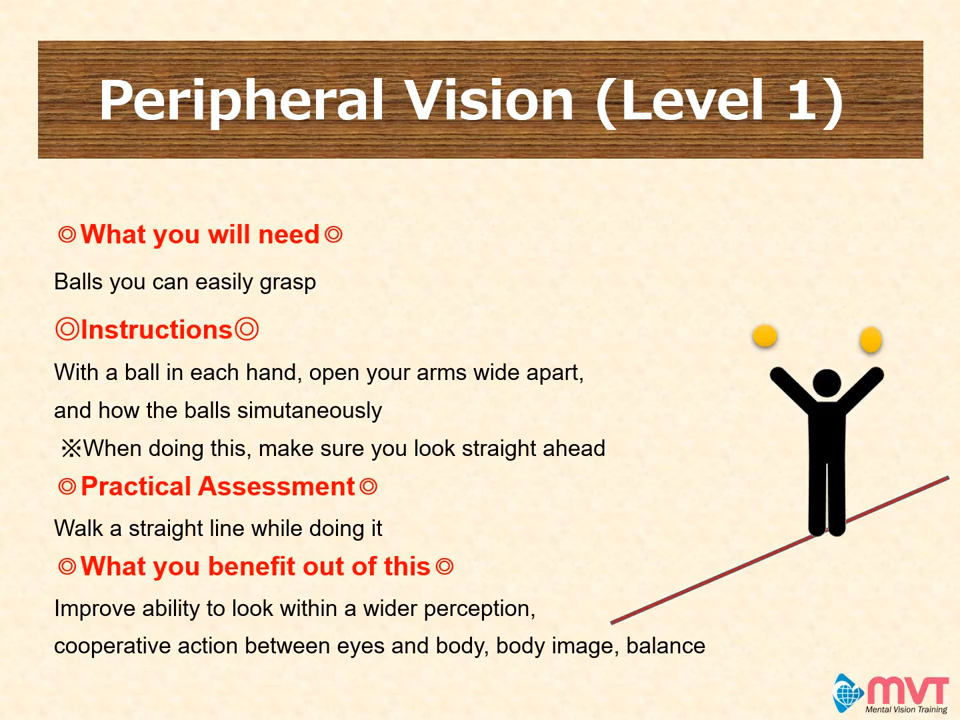 Peripheral Vision (Level 1)
◎What you will need◎
Balls you can easily grasp
◎Instructions◎
With a ball in each hand, open your arms wide apart,
and how the balls simutaneously
※When doing this, make sure you look straight ahead
◎Practical Assessment◎
Walk a straight line while doing it
◎What you benefit out of this◎
Improve ability to look within a wider perception,
cooperative action between eyes and body, body image, balance
MVT
Mental Vision Training